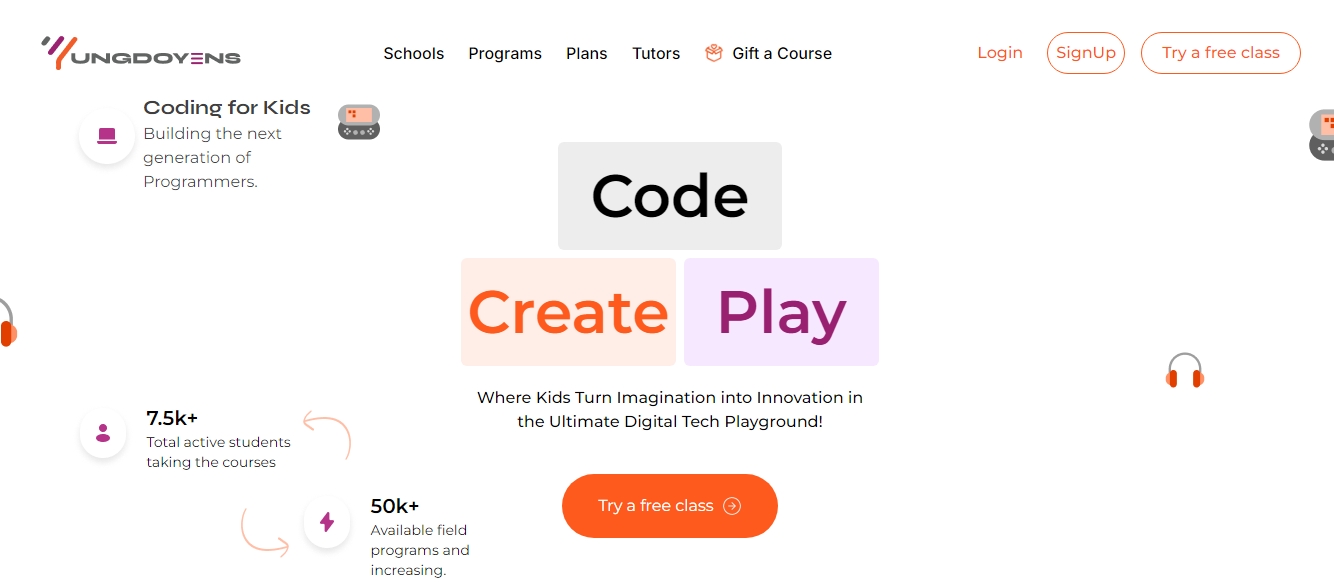 YUNGDOYENS
Schools Programs Plans Tutors Gift a Course
Login SignUp Try a free class
Coding for Kids
Building the next
generation of
Programmers.
Code
Create Play
Where Kids Turn Imagination into Innovation in
the Ultimate Digital Tech Playground!
7.5k+
Total active students
taking the courses
Try a free class
50k+
Available field
programs and
increasing.